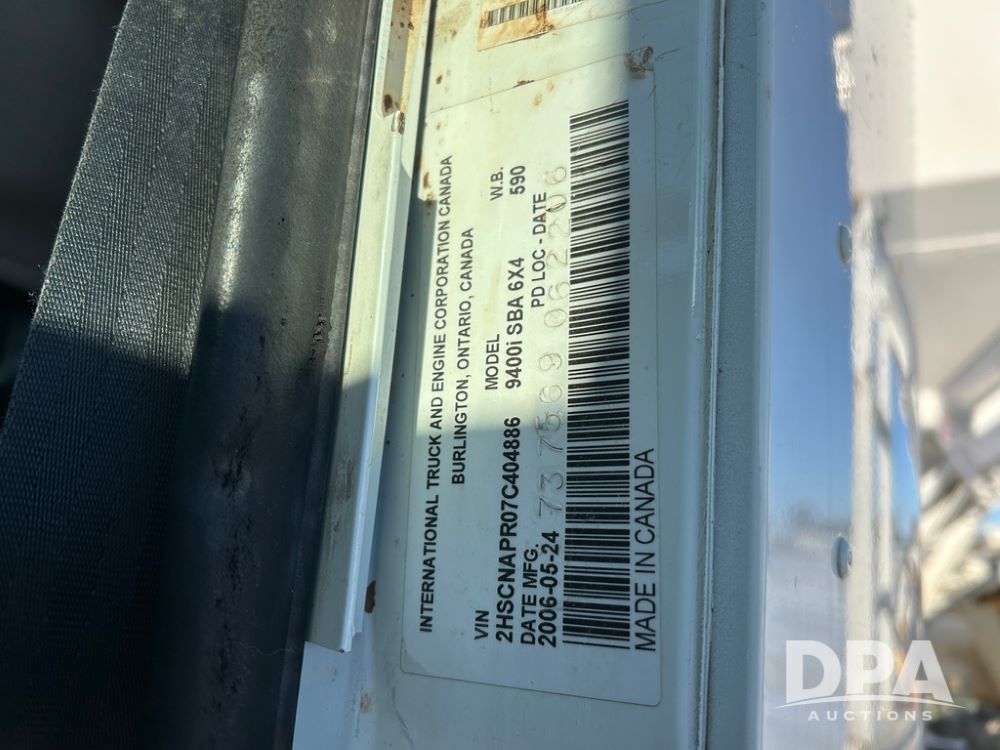 INTERNATIONAL TRUCK AND ENGINE CORPORATION CANADA
BURLINGTON, ONTARIO, CANADA
VIN MODEL W.B.
2HSCNAPR07C404886 9400i SBA 6X4 590
DATE MFG. PD LOC - DATE
2006-05-24 737569 062206
MADE IN CANADA
DPA
AUCTIONS